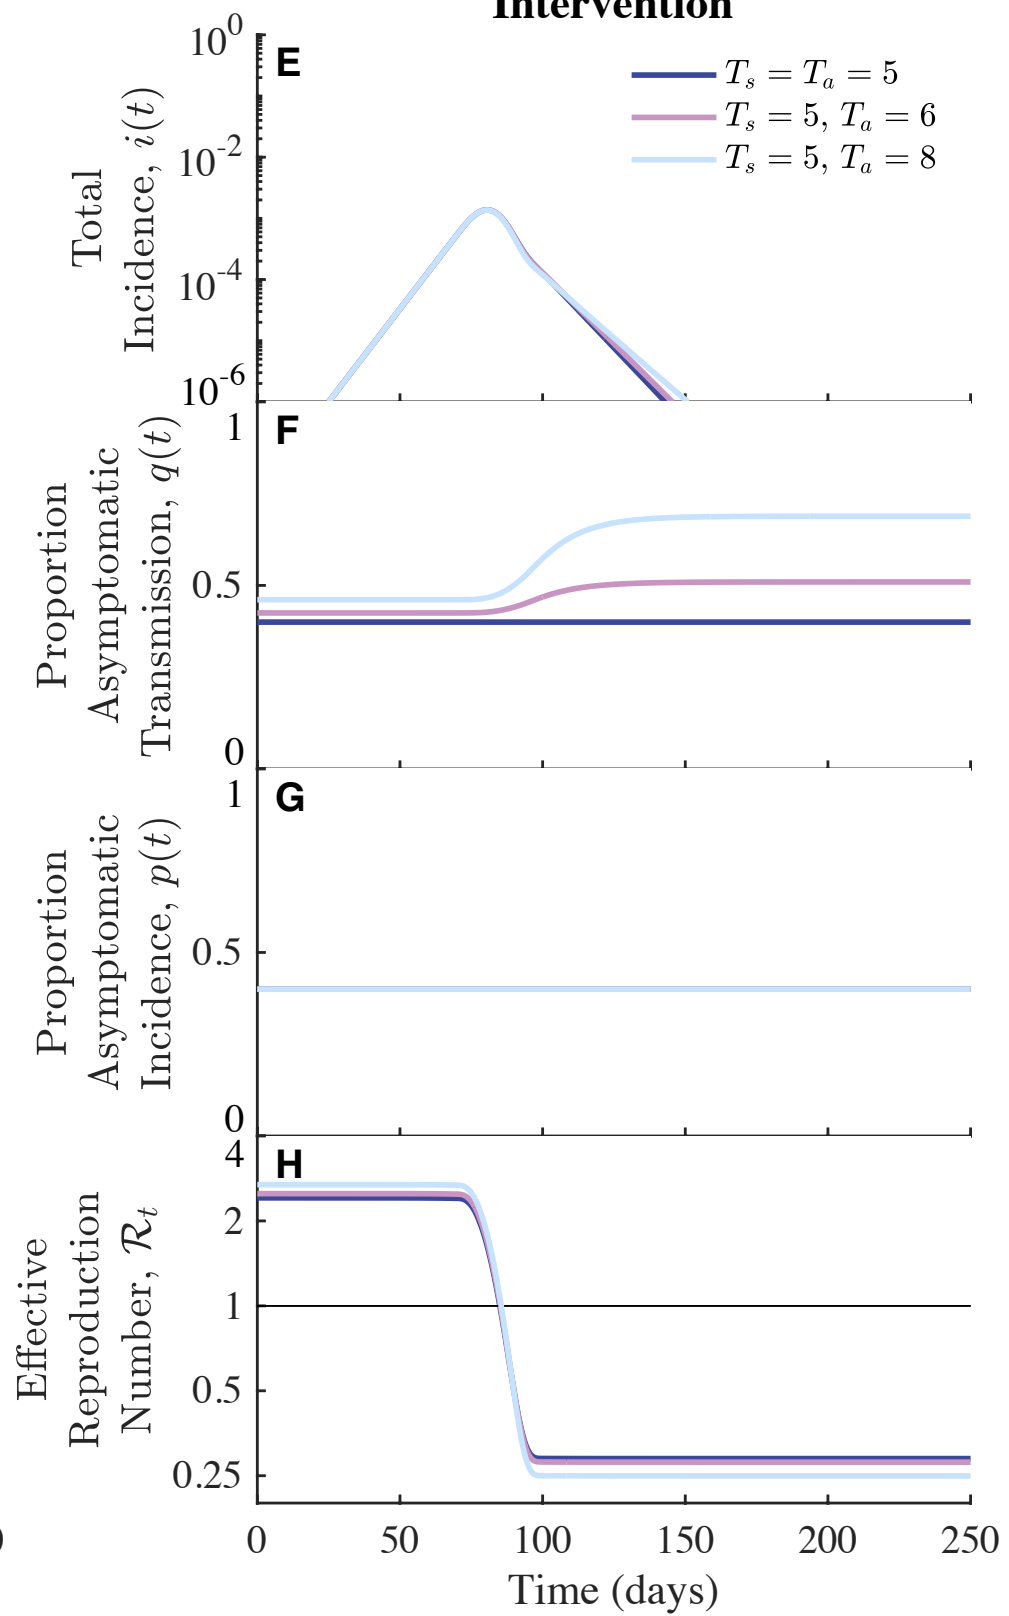 Intervention
E
T_s = T_a = 5
T_s = 5, T_a = 6
T_s = 5, T_a = 8
Total
Incidence, i(t)
10^0
10^-2
10^-4
10^-6
F
Proportion
Asymptomatic
Transmission, q(t)
1
0.5
0
G
Proportion
Asymptomatic
Incidence, p(t)
1
0.5
0
H
Effective
Reproduction
Number, ℛ_t
4
2
1
0.5
0.25
0 50 100 150 200 250
Time (days)